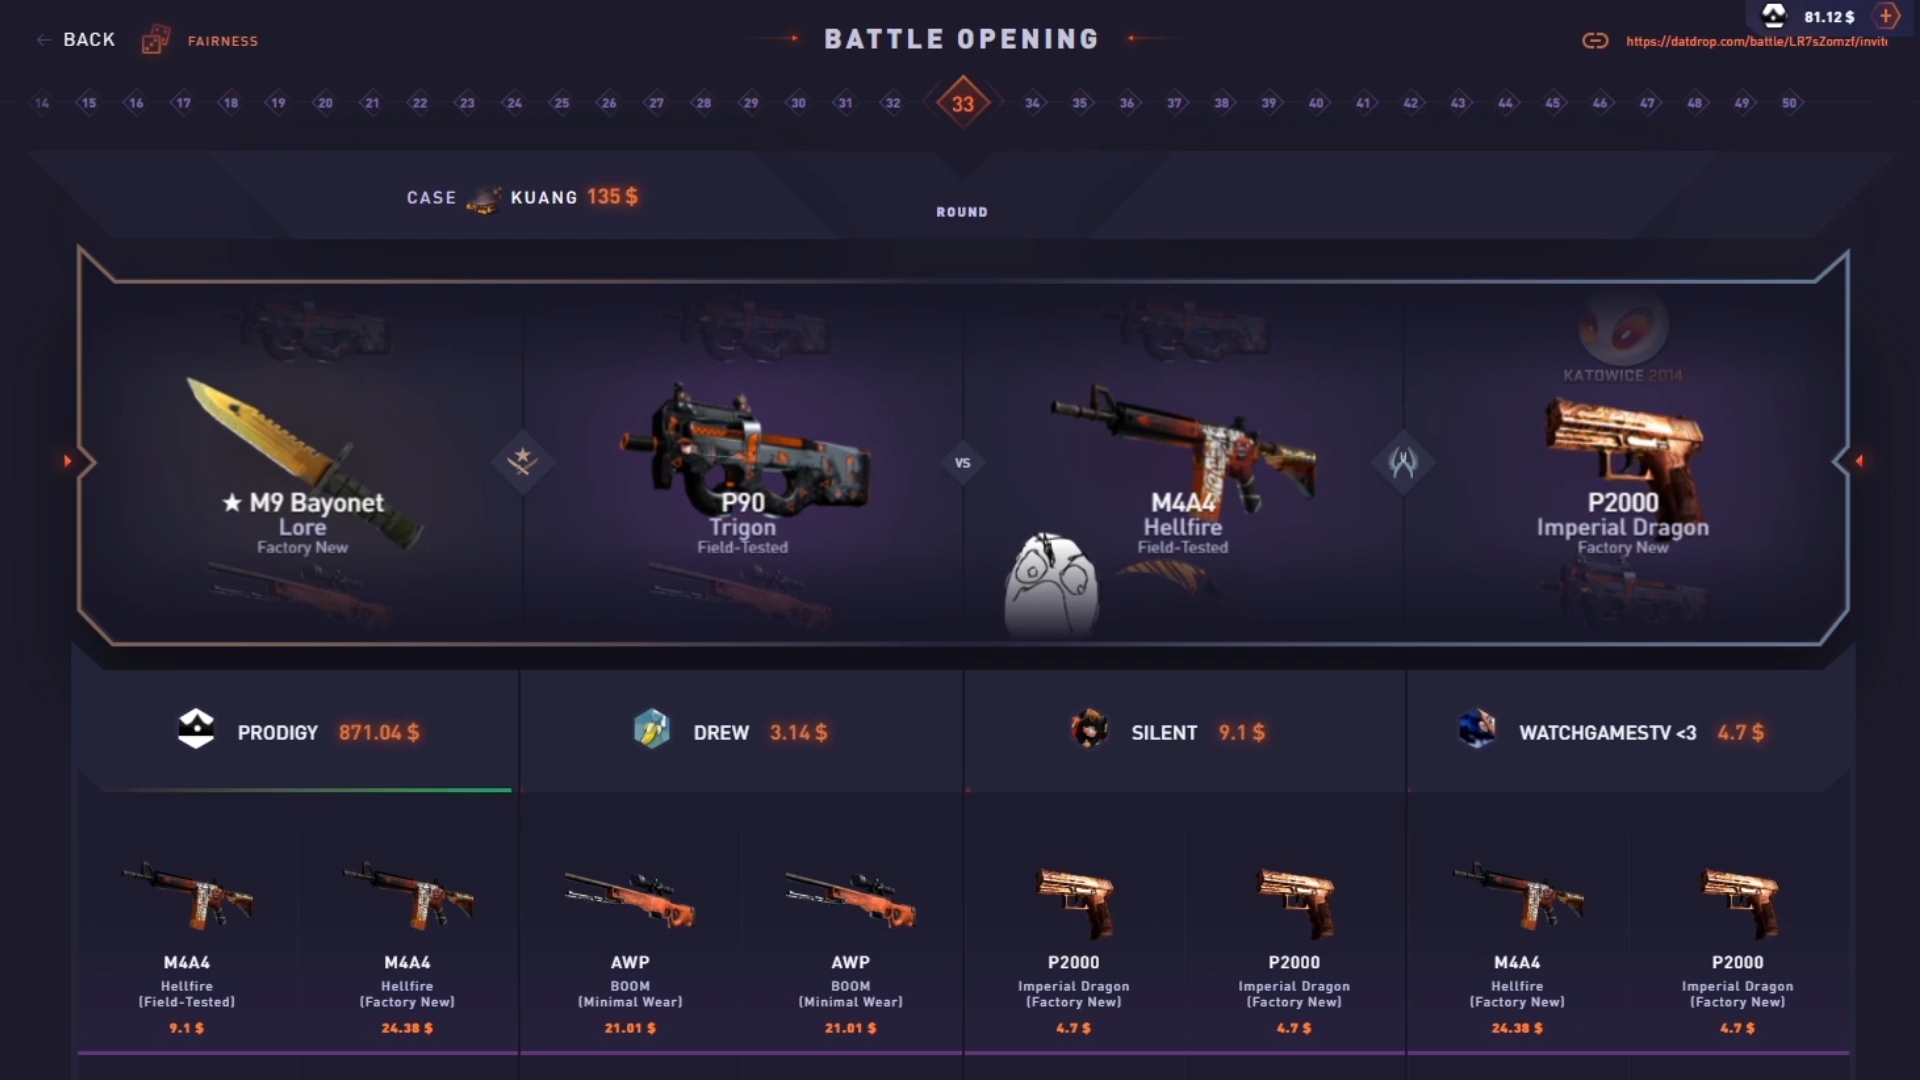 ← BACK
FAIRNESS
BATTLE OPENING
81.12 $
https://datdrop.com/battle/LR7sZomzf/invit
14 15 16 17 18 19 20 21 22 23 24 25 26 27 28 29 30 31 32 33 34 35 36 37 38 39 40 41 42 43 44 45 46 47 48 49 50
CASE KUANG 135 $
ROUND
KATOWICE 2014
VS
★ M9 Bayonet
Lore
Factory New
P90
Trigon
Field-Tested
M4A4
Hellfire
Field-Tested
P2000
Imperial Dragon
Factory New
PRODIGY 871.04 $
DREW 3.14 $
SILENT 9.1 $
WATCHGAMESTV <3 4.7 $
M4A4
Hellfire
(Field-Tested)
9.1 $
M4A4
Hellfire
(Factory New)
24.38 $
AWP
BOOM
(Minimal Wear)
21.01 $
AWP
BOOM
(Minimal Wear)
21.01 $
P2000
Imperial Dragon
(Factory New)
4.7 $
P2000
Imperial Dragon
(Factory New)
4.7 $
M4A4
Hellfire
(Factory New)
24.38 $
P2000
Imperial Dragon
(Factory New)
4.7 $